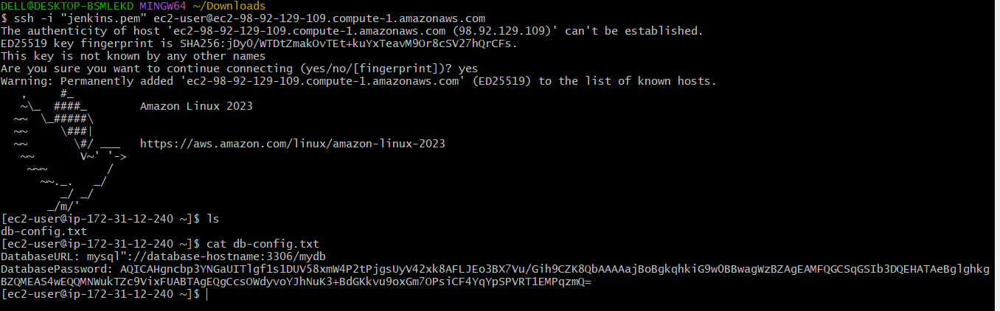 DELL@DESKTOP-BSMLEKD MINGW64 ~/Downloads
$ ssh -i "jenkins.pem" ec2-user@ec2-98-92-129-109.compute-1.amazonaws.com
The authenticity of host 'ec2-98-92-129-109.compute-1.amazonaws.com (98.92.129.109)' can't be established.
ED25519 key fingerprint is SHA256:jDyO/WTDtZmakOvTEt+kuYxTeavM9Or8cSV27hQrCFs.
This key is not known by any other names
Are you sure you want to continue connecting (yes/no/[fingerprint])? yes
Warning: Permanently added 'ec2-98-92-129-109.compute-1.amazonaws.com' (ED25519) to the list of known hosts.
   ,     #_
   ~\_  ####_        Amazon Linux 2023
  ~~  \_#####\
  ~~     \###|
  ~~       \#/ ___   https://aws.amazon.com/linux/amazon-linux-2023
   ~~       V~' '->
    ~~~         /
      ~~._.   _/
         _/ _/
       _/m/'
[ec2-user@ip-172-31-12-240 ~]$ ls
db-config.txt
[ec2-user@ip-172-31-12-240 ~]$ cat db-config.txt
DatabaseURL: mysql"://database-hostname:3306/mydb
DatabasePassword: AQICAHgncbp3YNGaUITlgf1s1DUV58xmW4P2tPjgsUyV42xk8AFLJEo3BX7Vu/Gih9CZK8QbAAAAajBoBgkqhkiG9w0BBwagWzBZAgEAMFQGCSqGSIb3DQEHATAeBglghkg
BZQMEAS4wEQQMNWukTZc9VixFUABTAgEQgCcsOWdyvoYJhNuK3+BdGKkvu9oxGm7OPsiCF4YqYpSPVRT1EMPqzmQ=
[ec2-user@ip-172-31-12-240 ~]$